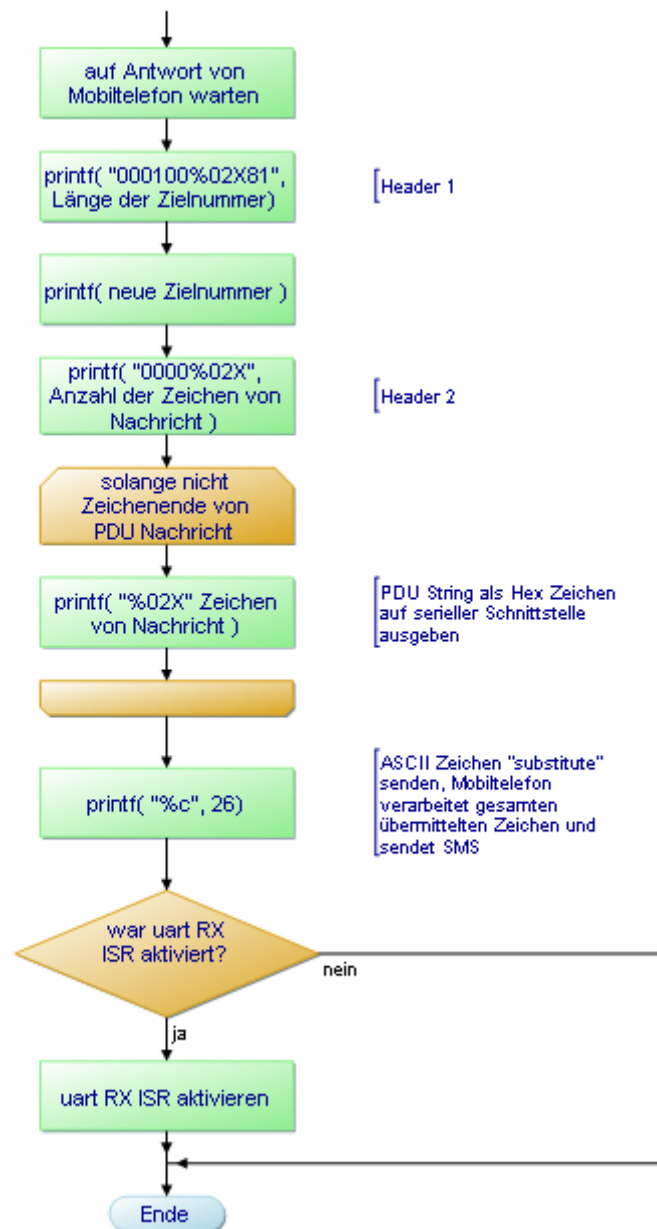 auf Antwort von
Mobiltelefon warten
printf( "000100%02X81",
Länge der Zielnummer)
Header 1
printf( neue Zielnummer )
printf( "0000%02X",
Anzahl der Zeichen von
Nachricht )
Header 2
solange nicht
Zeichenende von
PDU Nachricht
printf( "%02X" Zeichen
von Nachricht )
PDU String als Hex Zeichen
auf serieller Schnittstelle
ausgeben
printf( "%c", 26)
ASCII Zeichen "substitute"
senden, Mobiltelefon
verarbeitet gesamten
übermittelten Zeichen und
sendet SMS
war uart RX
ISR aktiviert?
nein
ja
uart RX ISR aktivieren
Ende